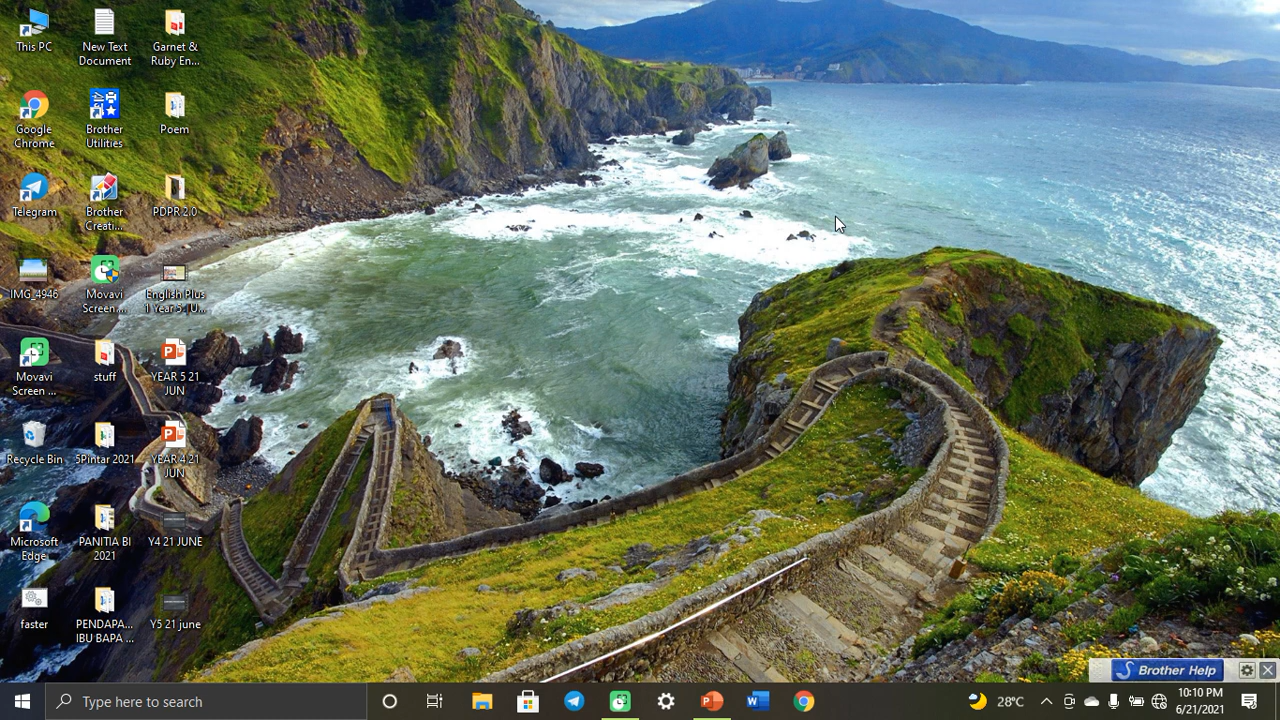 This PC
New Text
Document
Garnet &
Ruby En...
Google
Chrome
Brother
Utilities
Poem
Telegram
Brother
Creati...
PDPR 2.0
IMG_4946
Movavi
Screen...
English Plus
1 Year 5: U...
Movavi
Screen ...
stuff
YEAR 5 21
JUN
Recycle Bin
5Pintar 2021
YEAR 4 21
JUN
Microsoft
Edge
PANITIA BI
2021
Y4 21 JUNE
faster
PENDAPA...
IBU BAPA ...
Y5 21 june
Brother Help
Type here to search
28°C
10:10 PM
6/21/2021